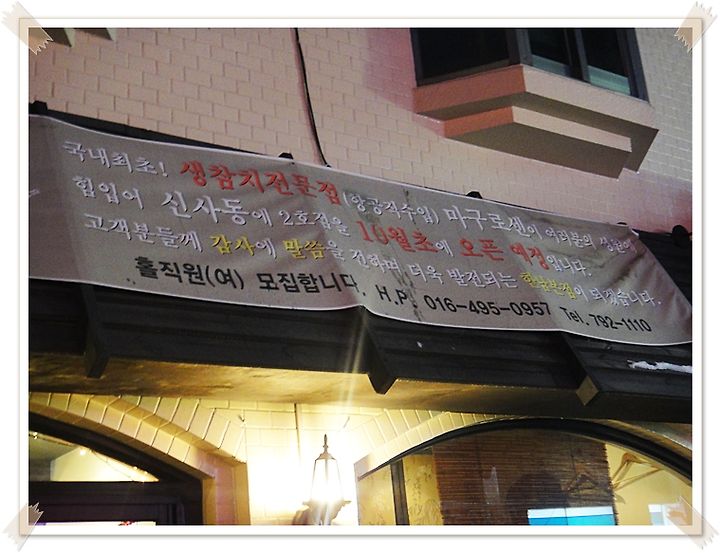 국내최초! 생참치전문점(항공직수입) 마구로센이 여러분의 성원에
힘입어 신사동에 2호점을 10월초에 오픈 예정입니다.
고객분들께 감사에 말씀을 전하며 더욱 발전되는 한남본점이 되겠습니다.
홀직원(여) 모집합니다. H.P. 016-495-0957 Tel. 792-1110